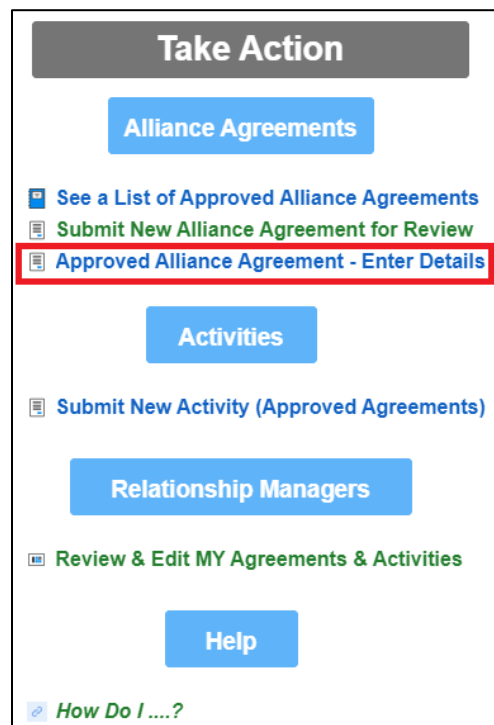 Take Action
Alliance Agreements
See a List of Approved Alliance Agreements
Submit New Alliance Agreement for Review
Approved Alliance Agreement - Enter Details
Activities
Submit New Activity (Approved Agreements)
Relationship Managers
Review & Edit MY Agreements & Activities
Help
How Do I ....?